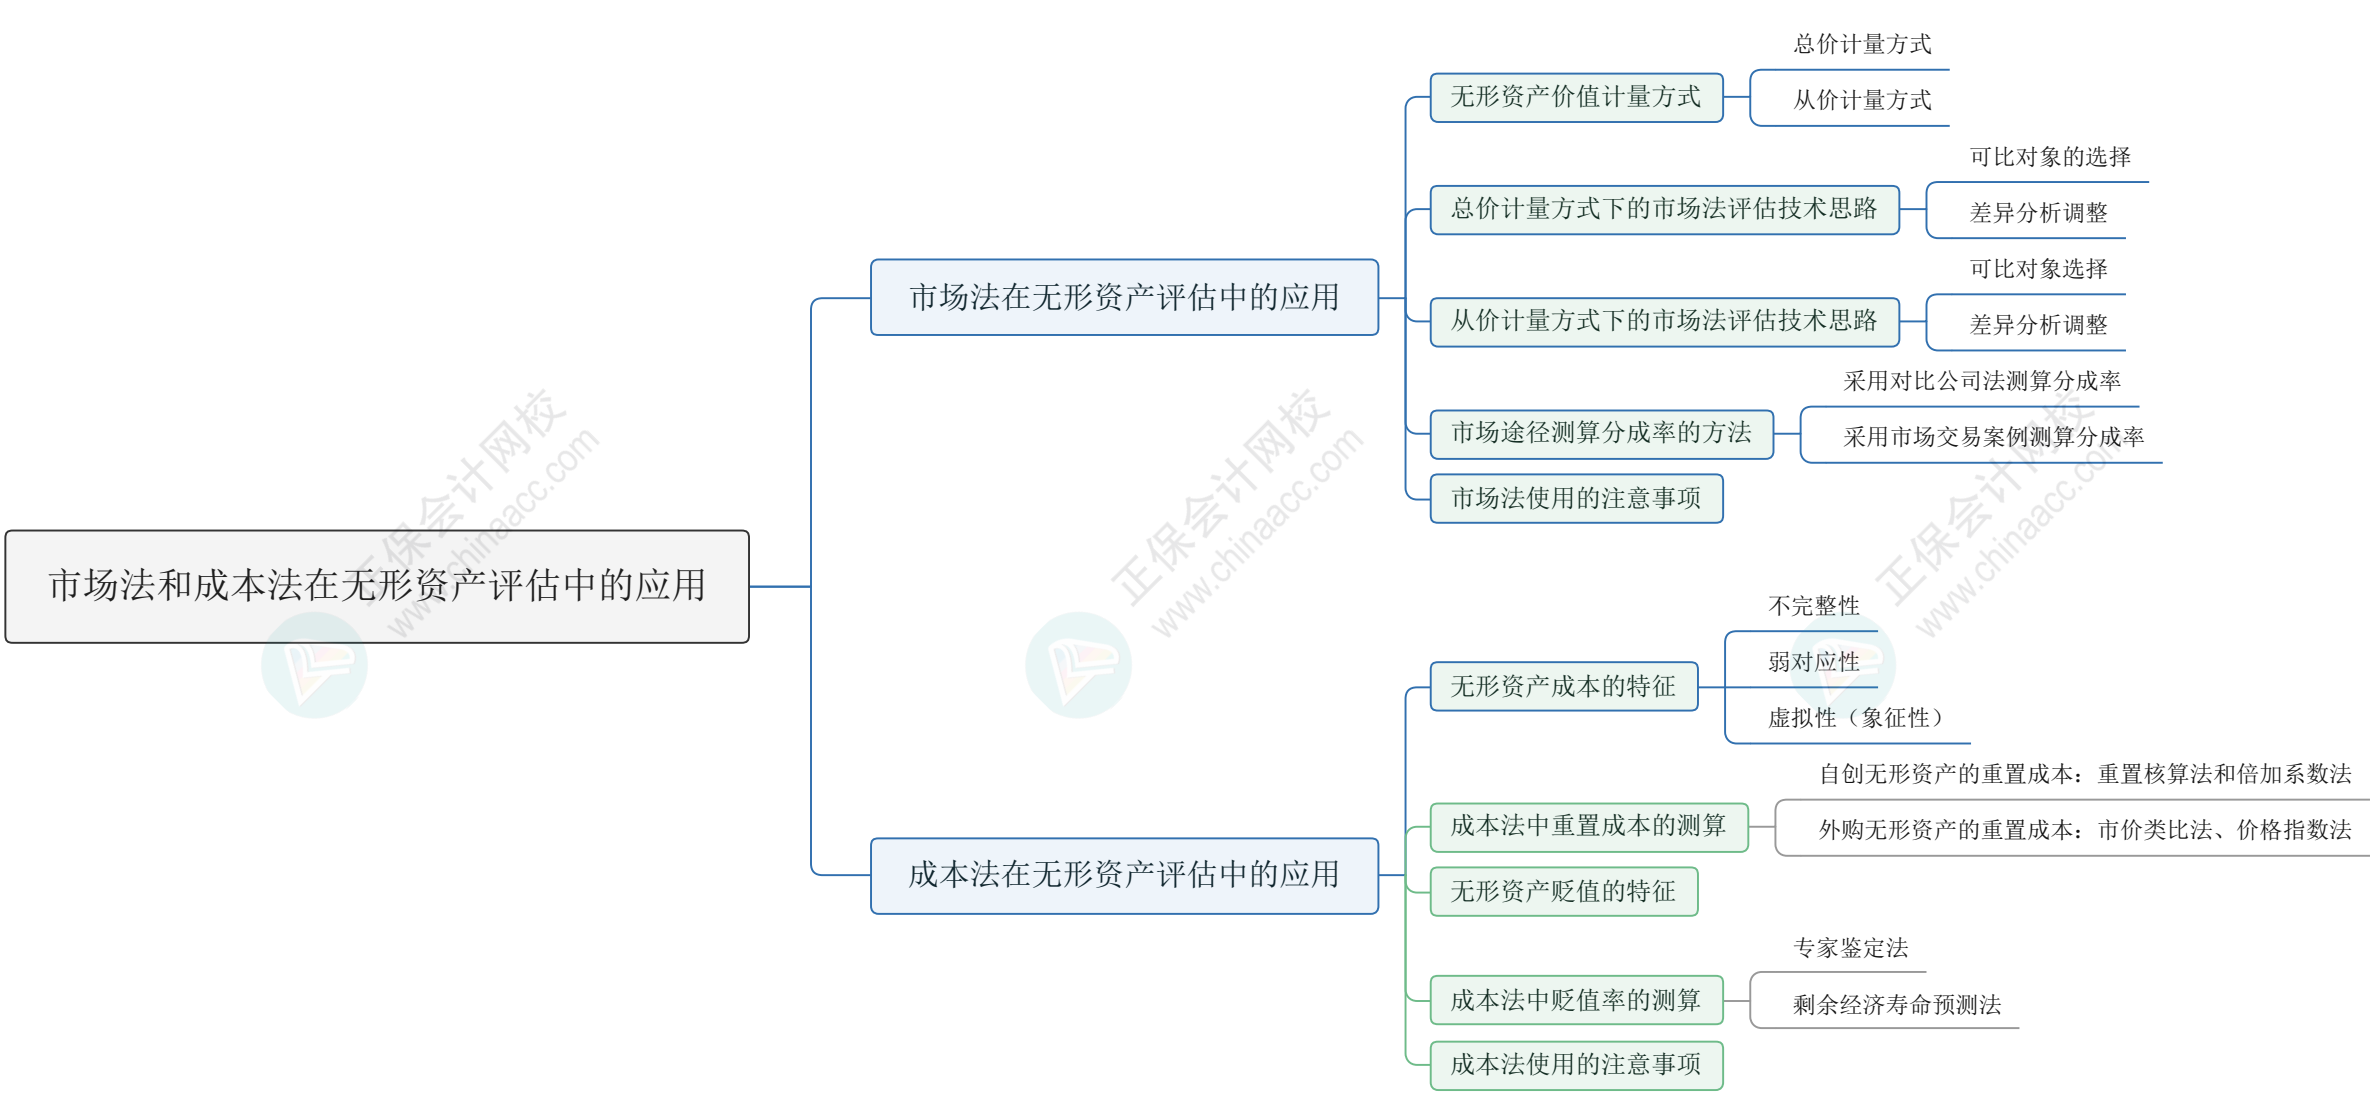 市场法和成本法在无形资产评估中的应用
市场法在无形资产评估中的应用
无形资产价值计量方式
总价计量方式
从价计量方式
总价计量方式下的市场法评估技术思路
可比对象的选择
差异分析调整
从价计量方式下的市场法评估技术思路
可比对象选择
差异分析调整
市场途径测算分成率的方法
采用对比公司法测算分成率
采用市场交易案例测算分成率
市场法使用的注意事项
成本法在无形资产评估中的应用
无形资产成本的特征
不完整性
弱对应性
虚拟性（象征性）
成本法中重置成本的测算
自创无形资产的重置成本：重置核算法和倍加系数法
外购无形资产的重置成本：市价类比法、价格指数法
无形资产贬值的特征
成本法中贬值率的测算
专家鉴定法
剩余经济寿命预测法
成本法使用的注意事项
正保会计网校
www.chinaacc.com
正保会计网校
www.chinaacc.com
正保会计网校
www.chinaacc.com